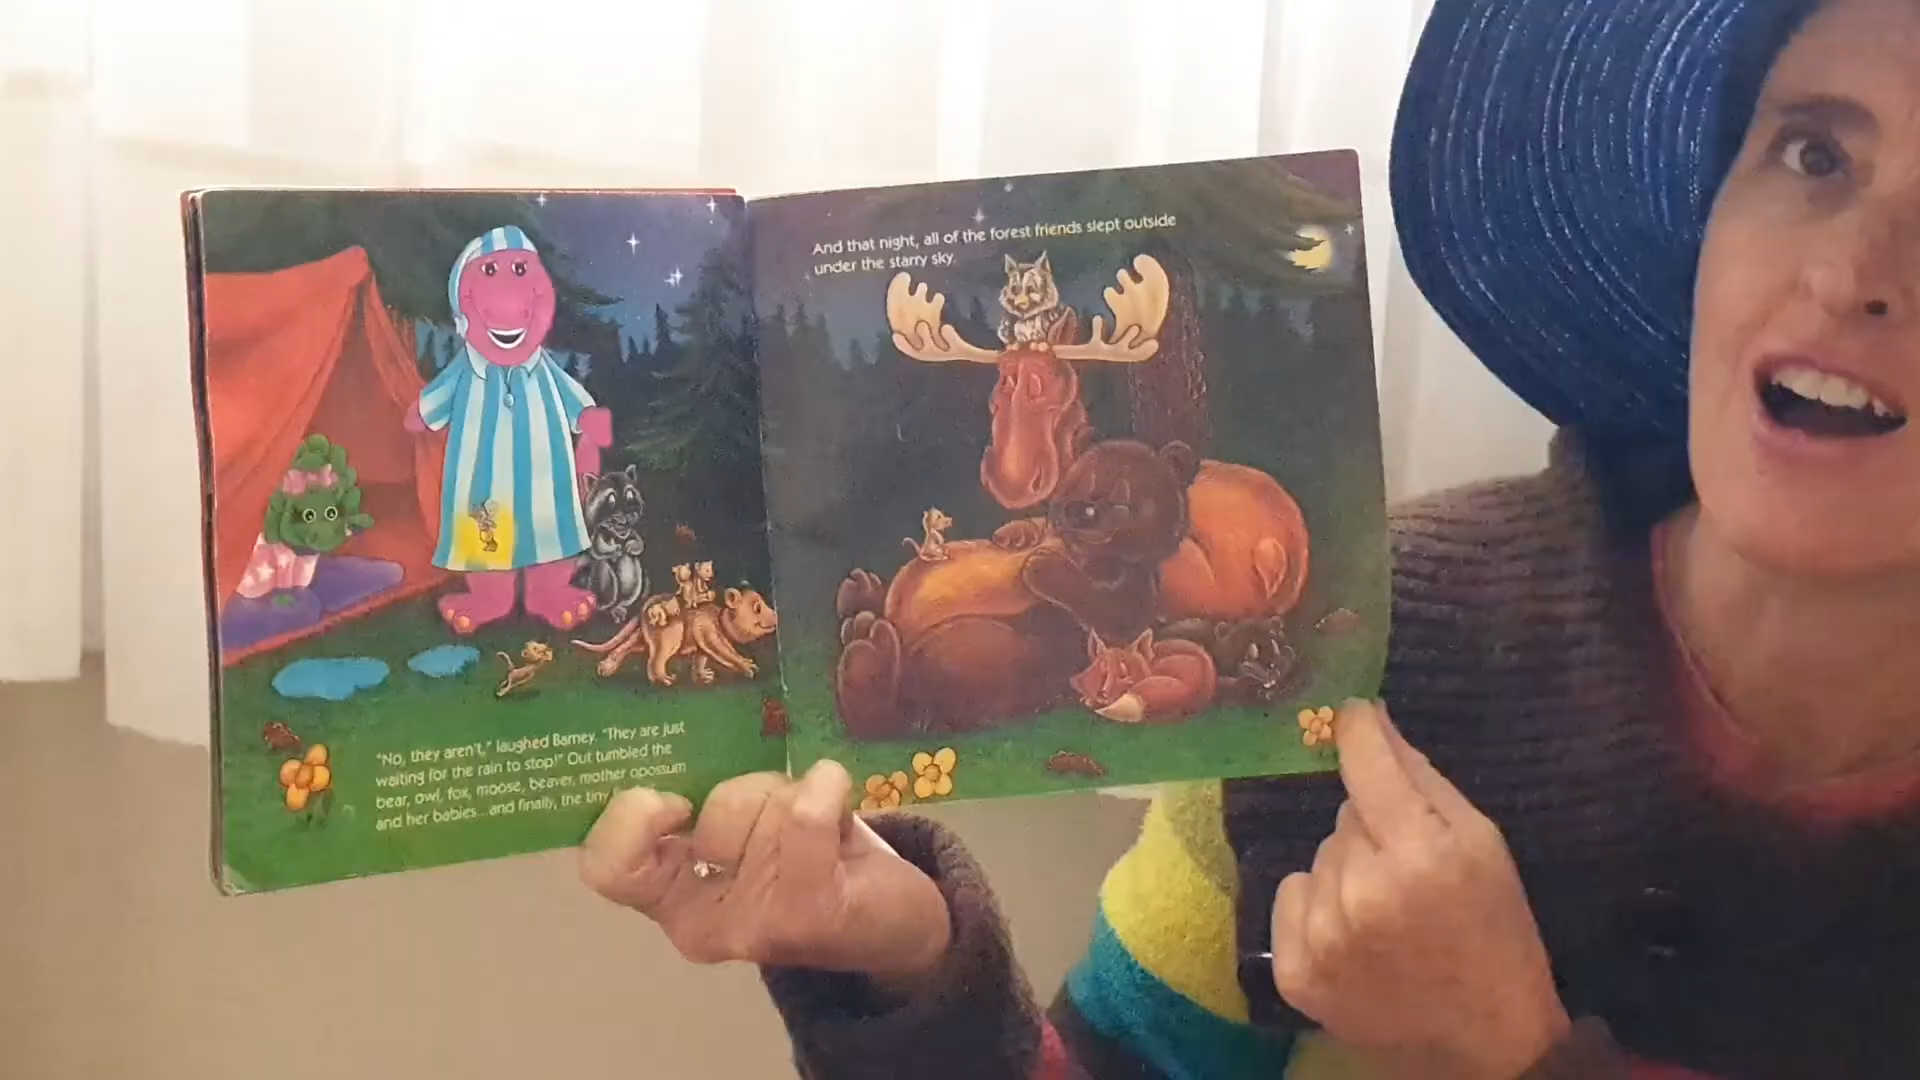 "No, they aren't," laughed Barney. "They are just
waiting for the rain to stop!" Out tumbled the
bear, owl, fox, moose, beaver, mother opossum
and her babies...and finally, the tiny
And that night, all of the forest friends slept outside
under the starry sky.